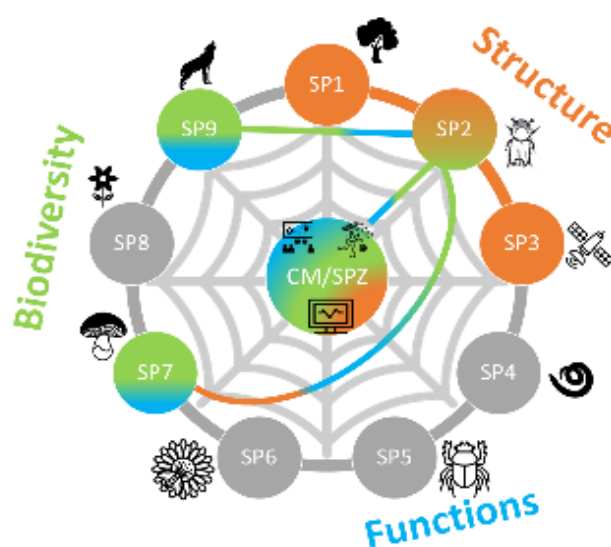 Structure
Biodiversity
Functions
SP1
SP2
SP3
SP4
SP5
SP6
SP7
SP8
SP9
CM/SPZ